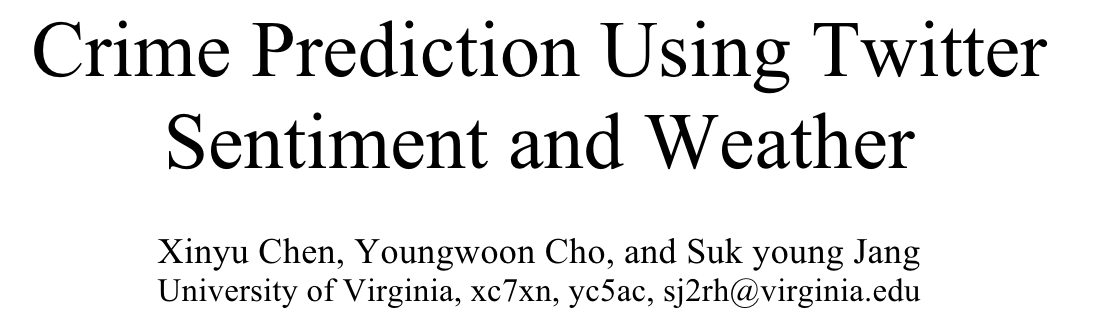 Crime Prediction Using Twitter
Sentiment and Weather
Xinyu Chen, Youngwoon Cho, and Suk young Jang
University of Virginia, xc7xn, yc5ac, sj2rh@virginia.edu